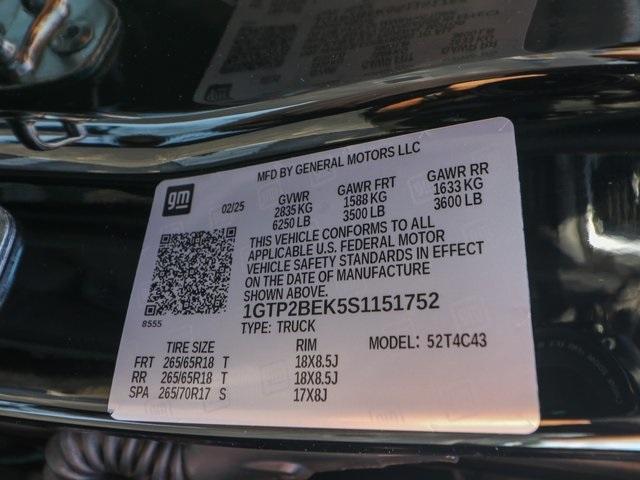 MFD BY GENERAL MOTORS LLC
gm
02/25
GVWR GAWR FRT GAWR RR
2835 KG 1588 KG 1633 KG
6250 LB 3500 LB 3600 LB
THIS VEHICLE CONFORMS TO ALL
APPLICABLE U.S. FEDERAL MOTOR
VEHICLE SAFETY STANDARDS IN EFFECT
ON THE DATE OF MANUFACTURE
SHOWN ABOVE.
8555
1GTP2BEK5S1151752
TYPE: TRUCK
TIRE SIZE RIM MODEL: 52T4C43
FRT 265/65R18 T 18X8.5J
RR 265/65R18 T 18X8.5J
SPA 265/70R17 S 17X8J